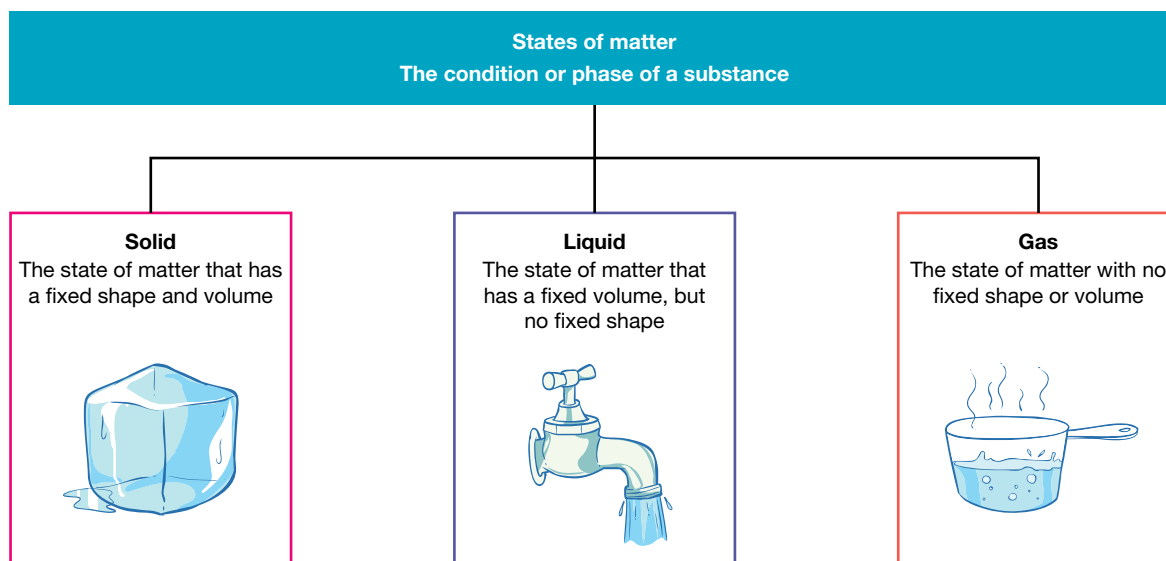 States of matter
The condition or phase of a substance
Solid
The state of matter that has
a fixed shape and volume
Liquid
The state of matter that
has a fixed volume, but
no fixed shape
Gas
The state of matter with no
fixed shape or volume